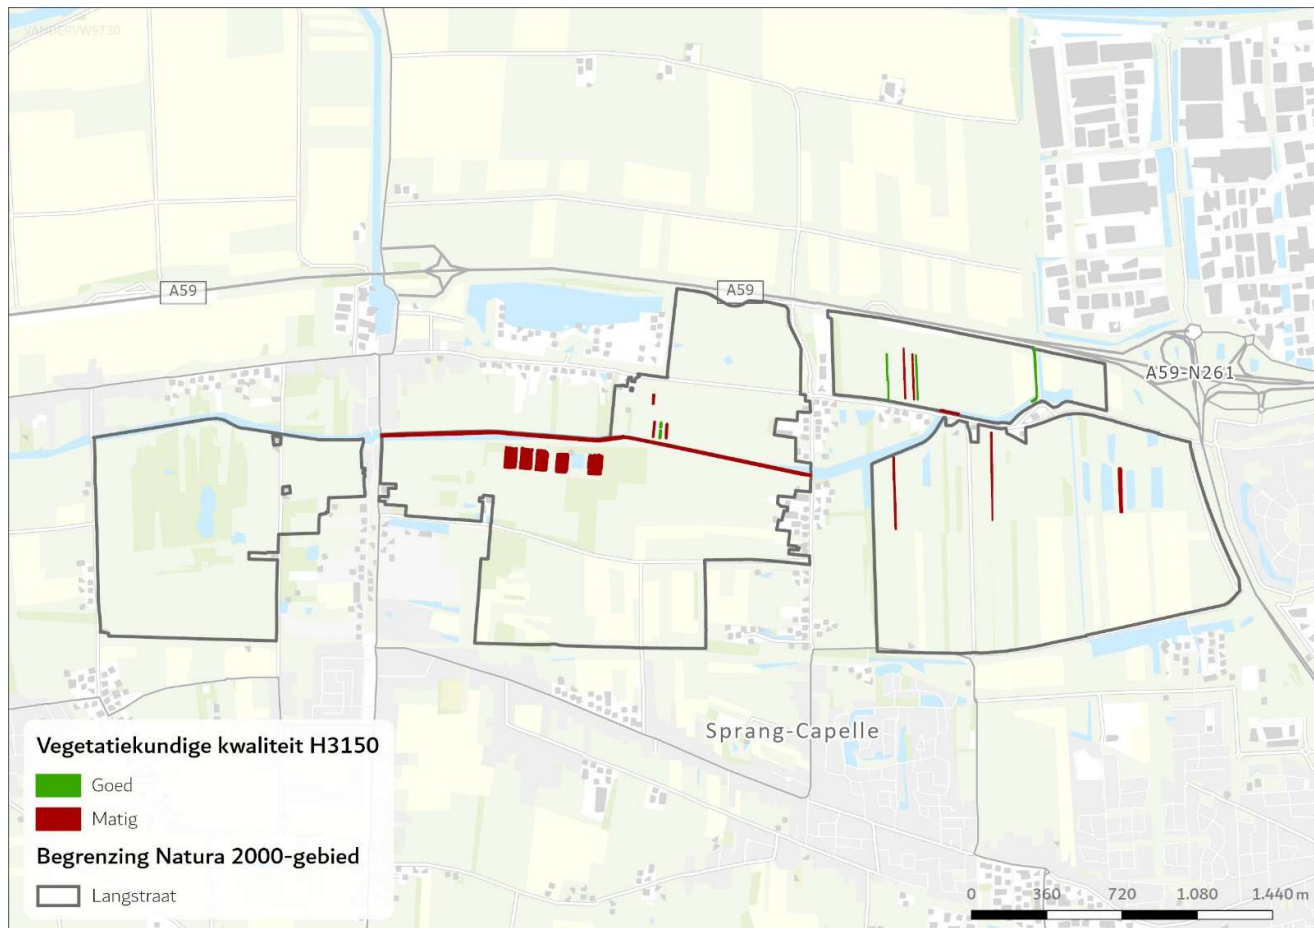 VANDERVW9730
A59
A59
A59-N261
Sprang-Capelle
Vegetatiekundige kwaliteit H3150
Goed
Matig
Begrenzing Natura 2000-gebied
Langstraat
0 360 720 1.080 1.440 m